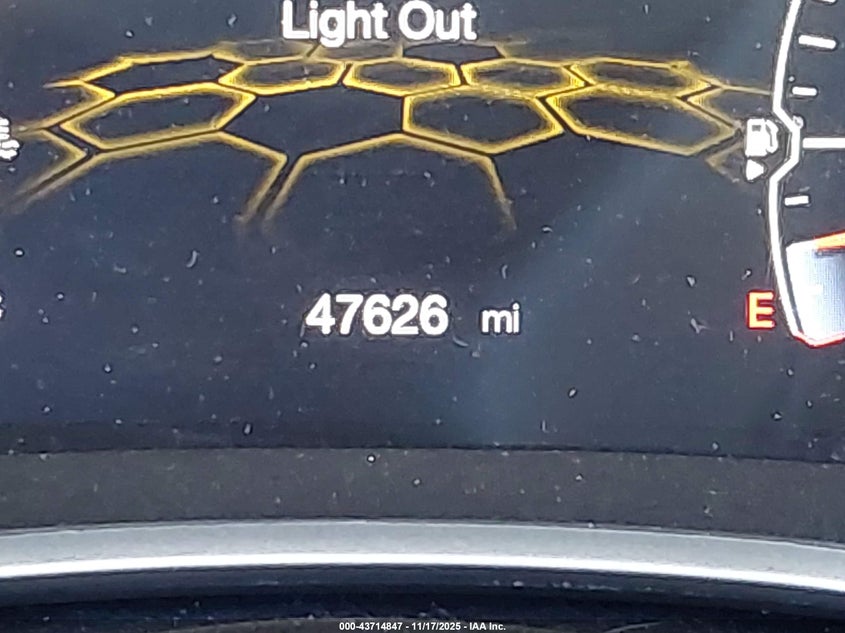 Light Out
47626 mi
E
000-43714847 - 11/17/2025 - IAA Inc.